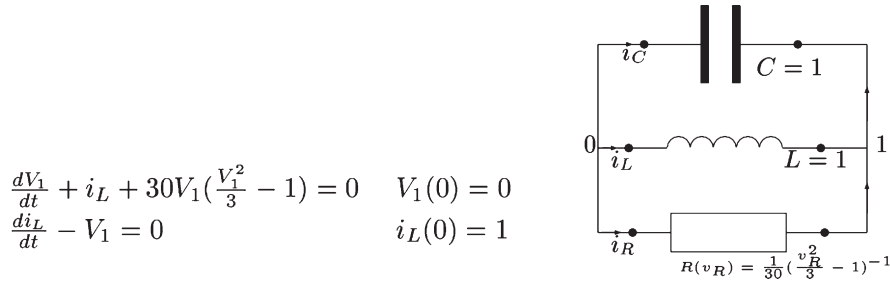 dV₁/dt + i_L + 30V₁(V₁²/3 − 1) = 0    V₁(0) = 0
di_L/dt − V₁ = 0    i_L(0) = 1
i_C
C = 1
0
i_L
L = 1
1
i_R
R(v_R) = 1/30(v_R²/3 − 1)⁻¹